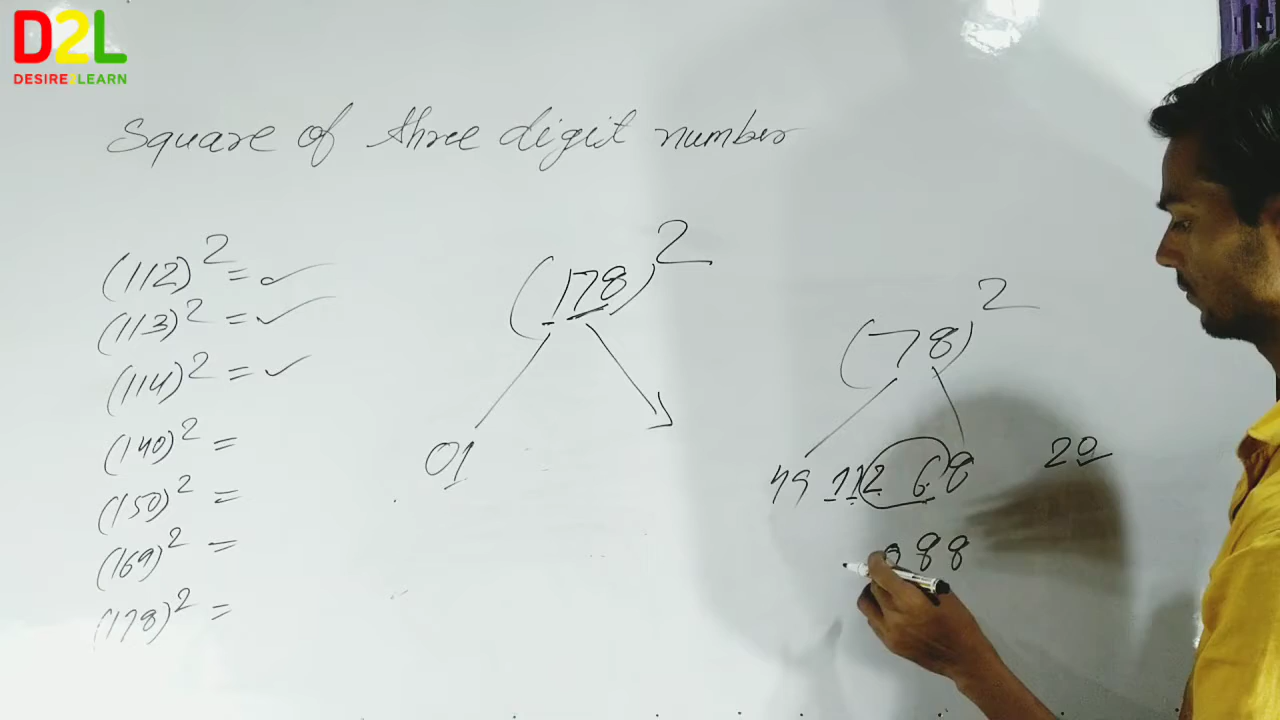 D2L
DESIRE2LEARN
Square of three digit number
(112)² = ✓
(113)² = ✓
(114)² = ✓
(140)² =
(150)² =
(169)² =
(178)² =
(178)²
01
(78)²
49 112 68
20
88